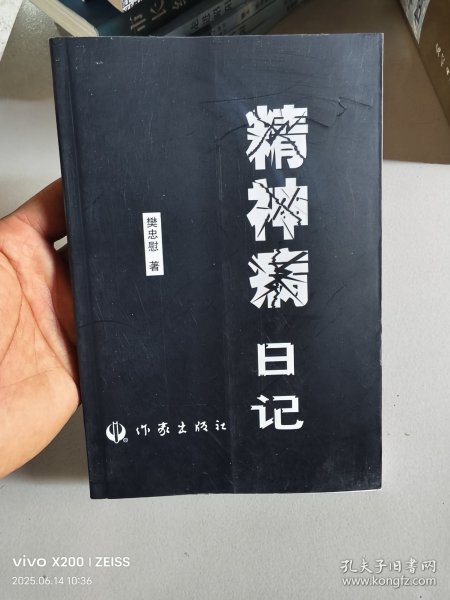 精神病日记
樊忠慰 著
作家出版社
vivo X200 | ZEISS
2025.06.14 10:36
孔夫子旧书网
www.kongfz.com